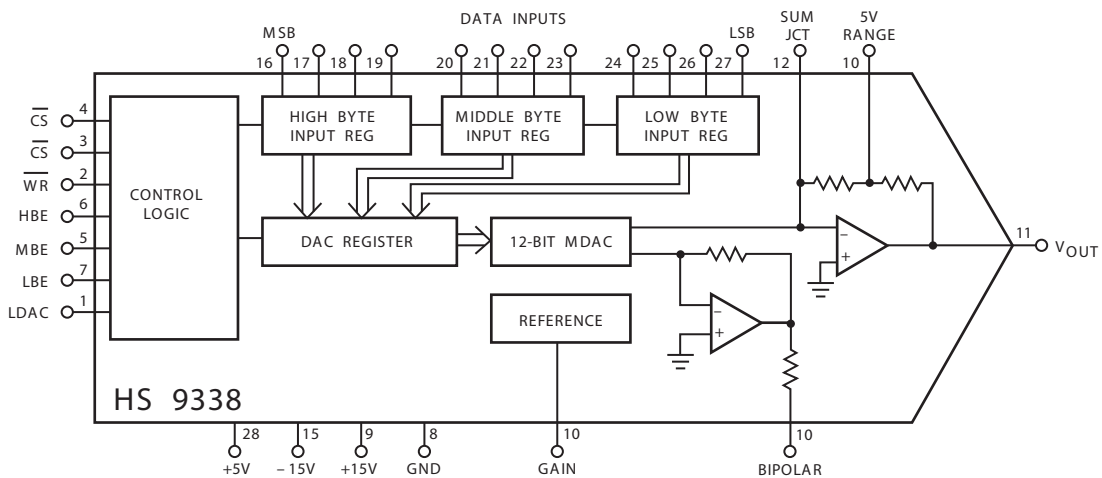 DATA INPUTS
SUM
JCT
5V
RANGE
MSB
LSB
16 17 18 19 20 21 22 23 24 25 26 27 12 10
HIGH BYTE
INPUT REG
MIDDLE BYTE
INPUT REG
LOW BYTE
INPUT REG
CS 4
CS 3
WR 2
HBE 6
MBE 5
LBE 7
LDAC 1
CONTROL
LOGIC
DAC REGISTER
12-BIT MDAC
REFERENCE
–
+
–
+
11
VOUT
HS 9338
28 15 9 8 10 10
+5V –15V +15V GND GAIN BIPOLAR